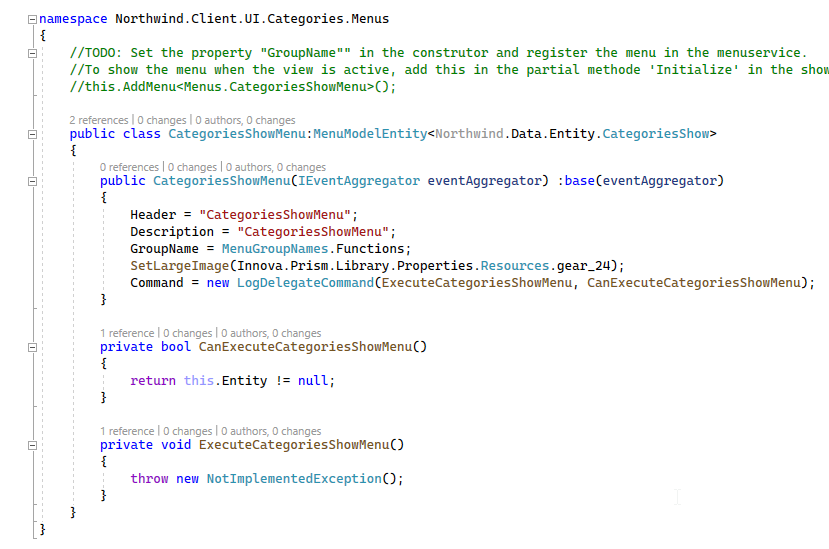 namespace Northwind.Client.UI.Categories.Menus
{
//TODO: Set the property "GroupName"" in the construtor and register the menu in the menuservice.
//To show the menu when the view is active, add this in the partial methode 'Initialize' in the show
//this.AddMenu<Menus.CategoriesShowMenu>();
2 references | 0 changes | 0 authors, 0 changes
public class CategoriesShowMenu:MenuModelEntity<Northwind.Data.Entity.CategoriesShow>
{
0 references | 0 changes | 0 authors, 0 changes
public CategoriesShowMenu(IEventAggregator eventAggregator) :base(eventAggregator)
{
Header = "CategoriesShowMenu";
Description = "CategoriesShowMenu";
GroupName = MenuGroupNames.Functions;
SetLargeImage(Innova.Prism.Library.Properties.Resources.gear_24);
Command = new LogDelegateCommand(ExecuteCategoriesShowMenu, CanExecuteCategoriesShowMenu);
}
1 reference | 0 changes | 0 authors, 0 changes
private bool CanExecuteCategoriesShowMenu()
{
return this.Entity != null;
}
1 reference | 0 changes | 0 authors, 0 changes
private void ExecuteCategoriesShowMenu()
{
throw new NotImplementedException();
}
}
}